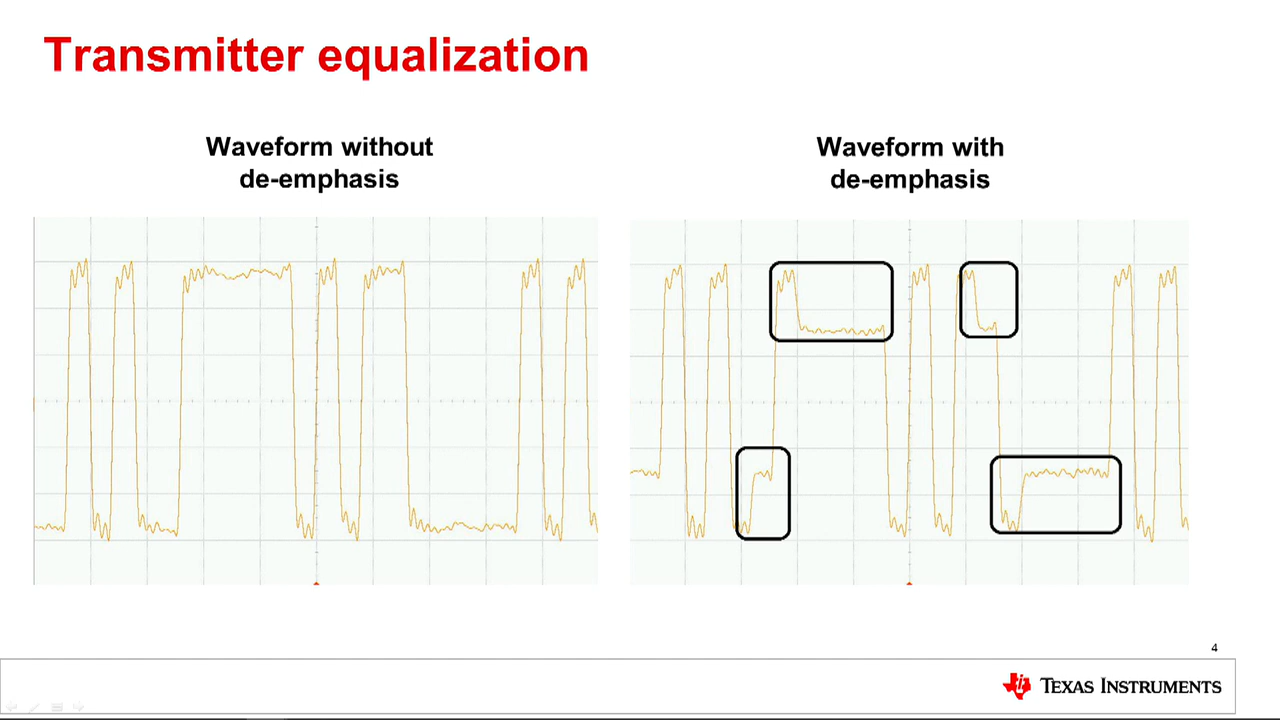 Transmitter equalization
Waveform without
de-emphasis
Waveform with
de-emphasis
4
TEXAS INSTRUMENTS